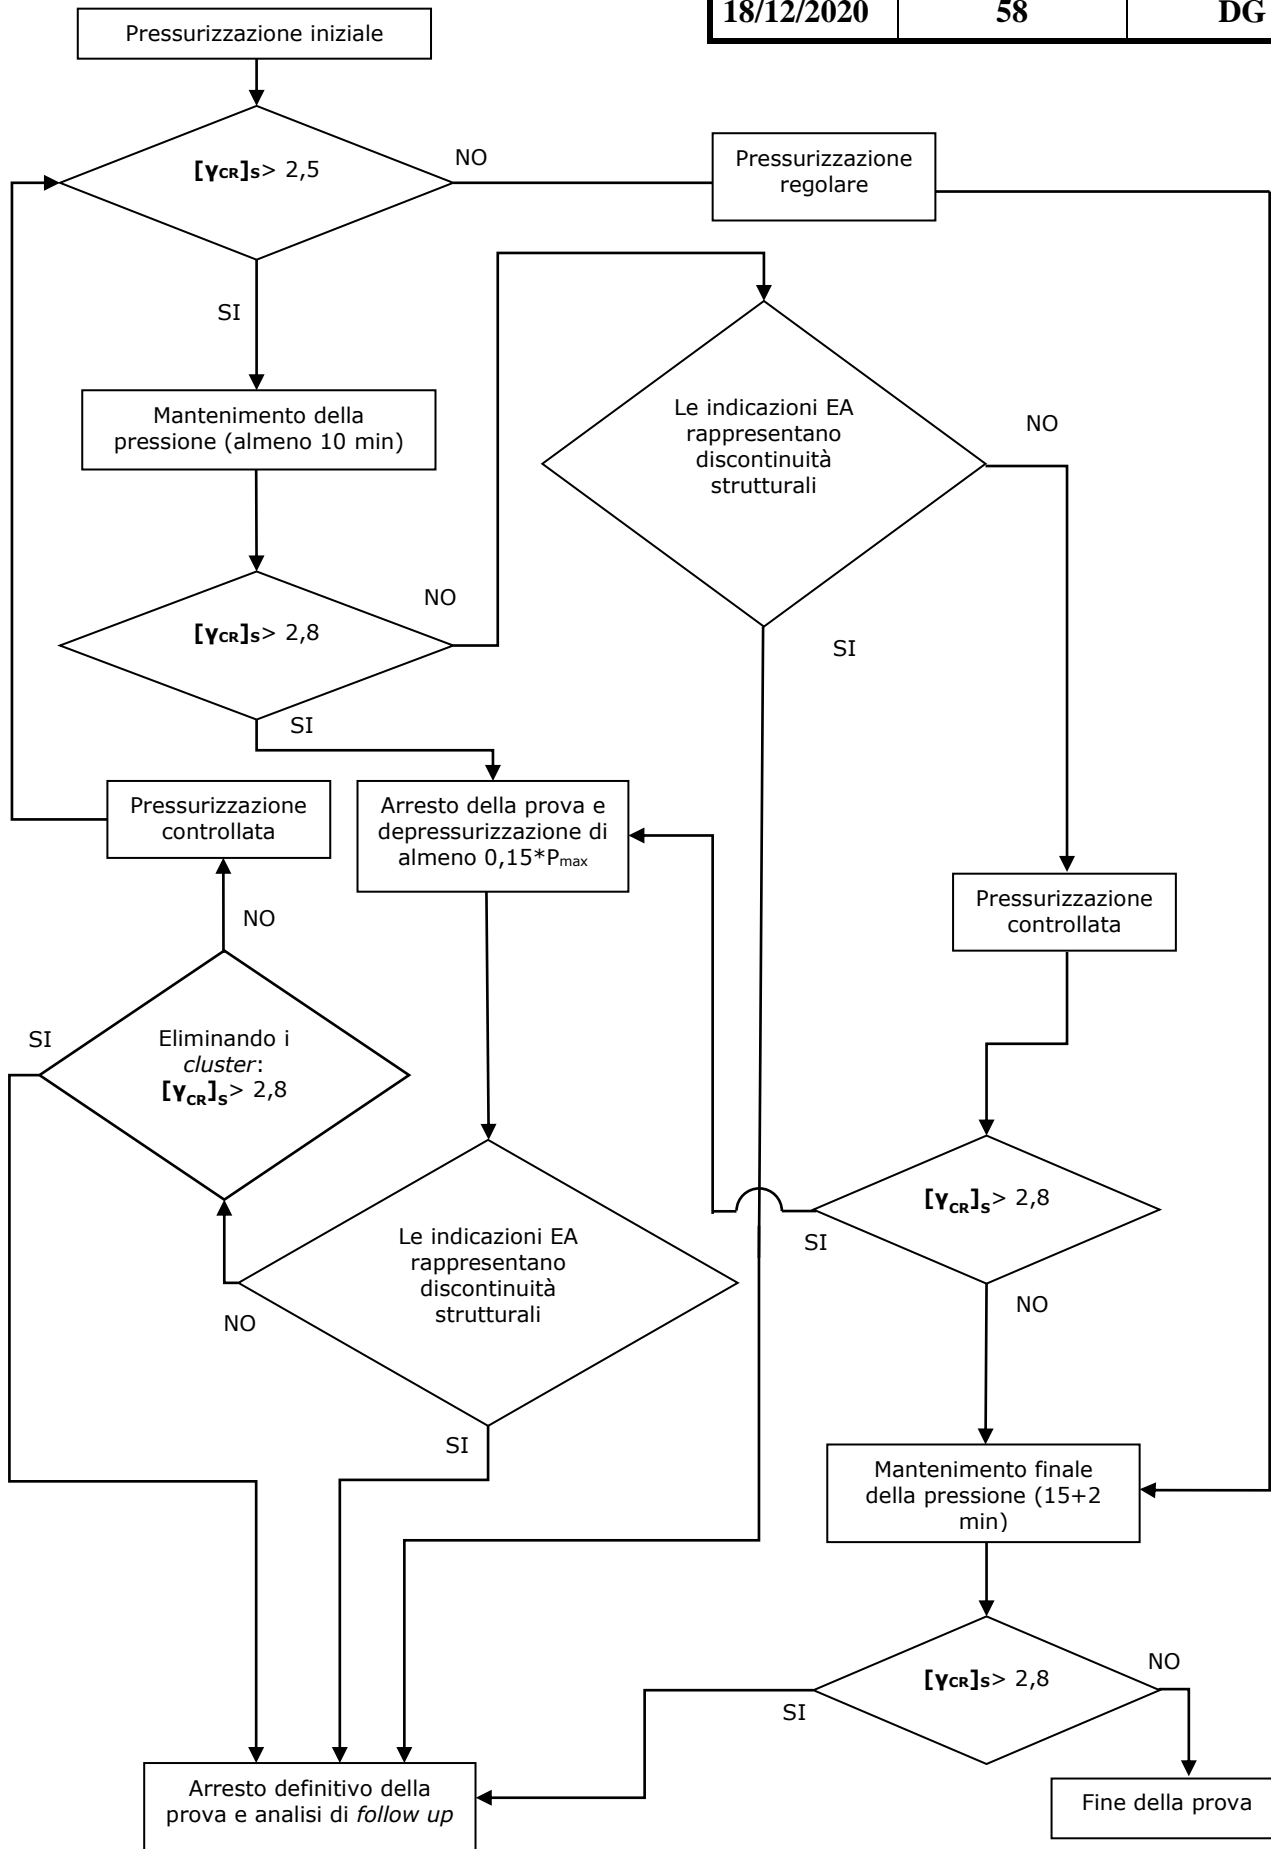 18/12/2020 58 DG
Pressurizzazione iniziale
[γCR]S> 2,5
NO
Pressurizzazione
regolare
SI
Mantenimento della
pressione (almeno 10 min)
Le indicazioni EA
rappresentano
discontinuità
strutturali
NO
[γCR]S> 2,8
NO
SI
SI
Pressurizzazione
controllata
Arresto della prova e
depressurizzazione di
almeno 0,15*Pmax
Pressurizzazione
controllata
NO
SI
Eliminando i
cluster:
[γCR]S> 2,8
[γCR]S> 2,8
SI
NO
Le indicazioni EA
rappresentano
discontinuità
strutturali
NO
SI
Mantenimento finale
della pressione (15+2
min)
[γCR]S> 2,8
NO
SI
Arresto definitivo della
prova e analisi di follow up
Fine della prova